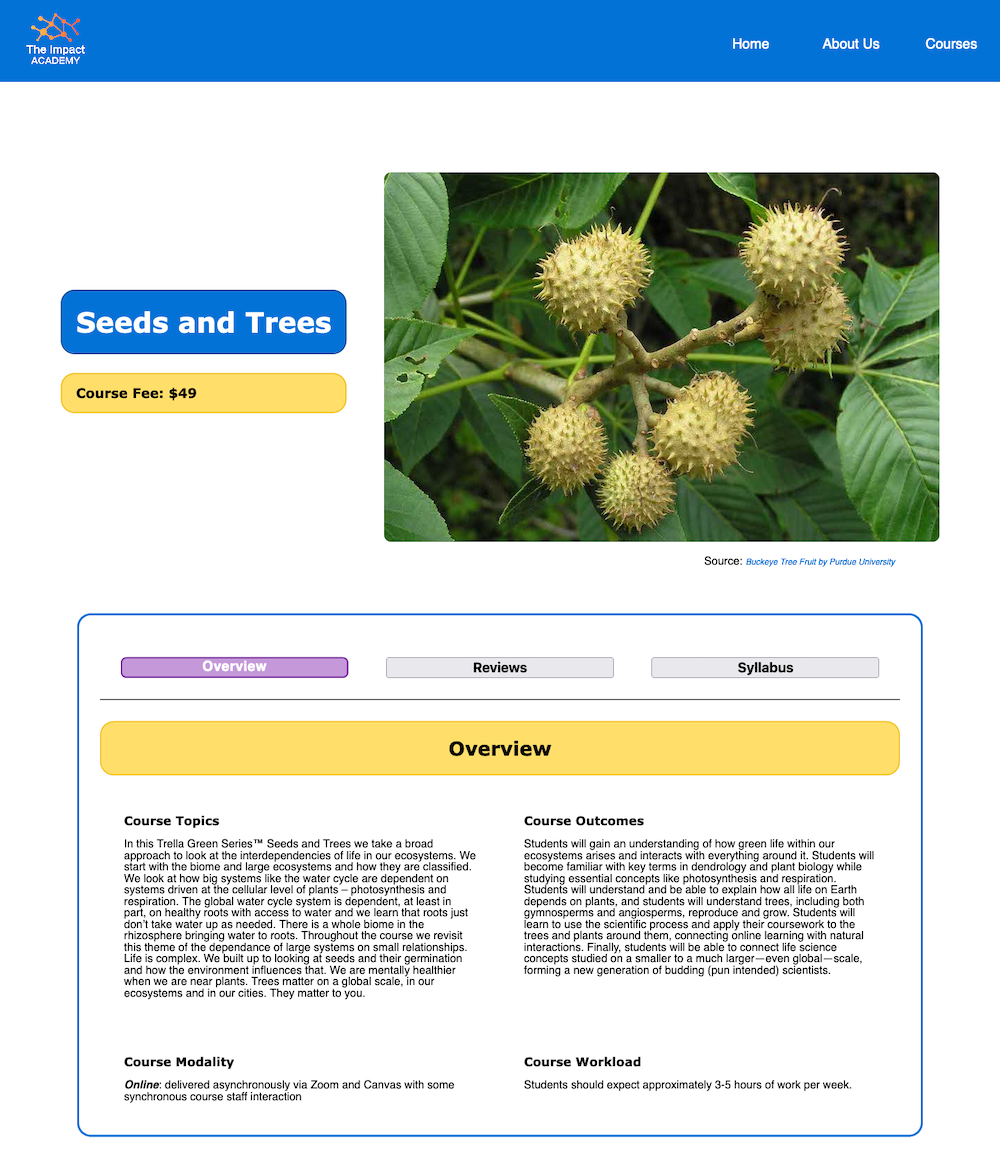 The Impact
ACADEMY
Home
About Us
Courses
Seeds and Trees
Course Fee: $49
Source: Buckeye Tree Fruit by Purdue University
Overview
Reviews
Syllabus
Overview
Course Topics
In this Trella Green Series™ Seeds and Trees we take a broad
approach to look at the interdependencies of life in our ecosystems. We
start with the biome and large ecosystems and how they are classified.
We look at how big systems like the water cycle are dependent on
systems driven at the cellular level of plants – photosynthesis and
respiration. The global water cycle system is dependent, at least in
part, on healthy roots with access to water and we learn that roots just
don’t take water up as needed. There is a whole biome in the
rhizosphere bringing water to roots. Throughout the course we revisit
this theme of the dependance of large systems on small relationships.
Life is complex. We built up to looking at seeds and their germination
and how the environment influences that. We are mentally healthier
when we are near plants. Trees matter on a global scale, in our
ecosystems and in our cities. They matter to you.
Course Outcomes
Students will gain an understanding of how green life within our
ecosystems arises and interacts with everything around it. Students will
become familiar with key terms in dendrology and plant biology while
studying essential concepts like photosynthesis and respiration.
Students will understand and be able to explain how all life on Earth
depends on plants, and students will understand trees, including both
gymnosperms and angiosperms, reproduce and grow. Students will
learn to use the scientific process and apply their coursework to the
trees and plants around them, connecting online learning with natural
interactions. Finally, students will be able to connect life science
concepts studied on a smaller to a much larger—even global—scale,
forming a new generation of budding (pun intended) scientists.
Course Modality
Online: delivered asynchronously via Zoom and Canvas with some
synchronous course staff interaction
Course Workload
Students should expect approximately 3-5 hours of work per week.